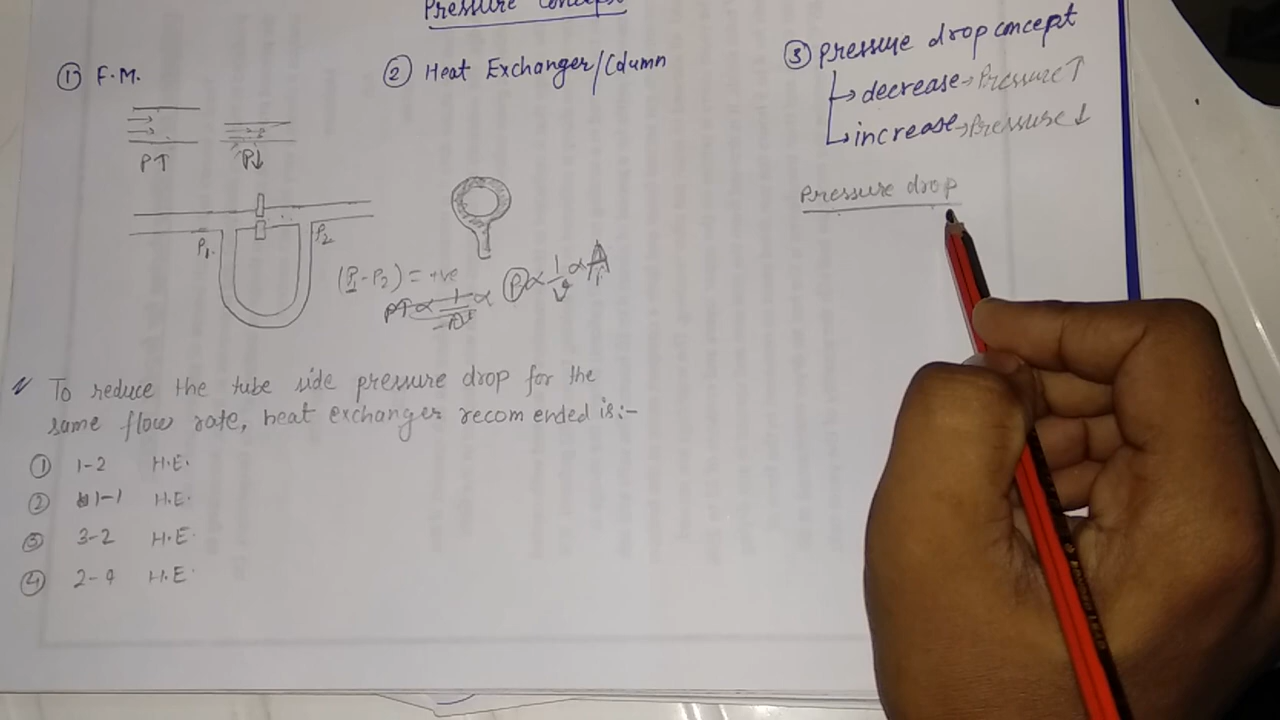 Pressure Concept
① F.M.
P↑ P↓
P₁ P₂
(P₁-P₂) = +ve
② Heat Exchanger/Column
P↑ ∝ 1 ∝
P ∝ 1/v ∝ A
③ Pressure drop concept
decrease → Pressure ↑
increase → Pressure ↓
Pressure drop
To reduce the tube side pressure drop for the
same flow rate, heat exchanger recomended is:-
① 1-2 H.E.
② 1-1 H.E.
③ 3-2 H.E.
④ 2-4 H.E.